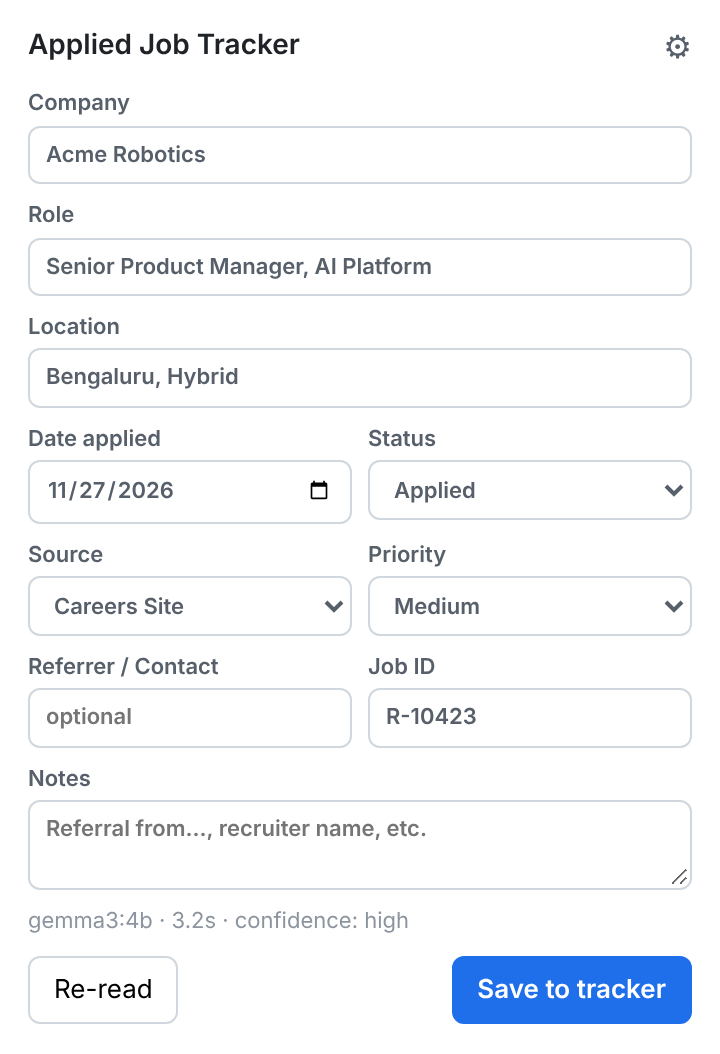 Applied Job Tracker
Company
Acme Robotics
Role
Senior Product Manager, AI Platform
Location
Bengaluru, Hybrid
Date applied
Status
11/27/2026
Applied
Source
Priority
Careers Site
Medium
Referrer / Contact
Job ID
optional
R-10423
Notes
Referral from..., recruiter name, etc.
gemma3:4b · 3.2s · confidence: high
Re-read
Save to tracker